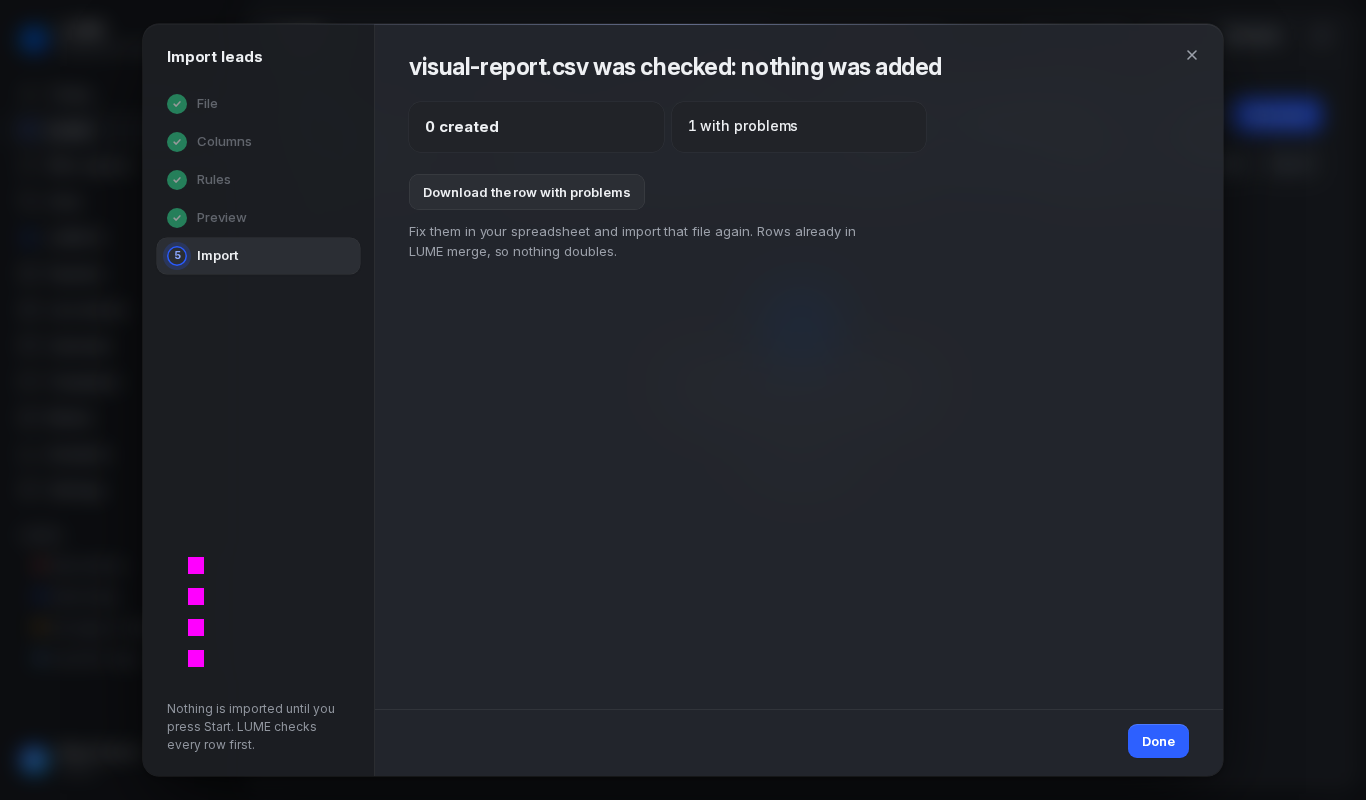 Import leads
File
Columns
Rules
Preview
5 Import
Nothing is imported until you
press Start. LUME checks
every row first.
visual-report.csv was checked: nothing was added
0 created
1 with problems
Download the row with problems
Fix them in your spreadsheet and import that file again. Rows already in
LUME merge, so nothing doubles.
Done